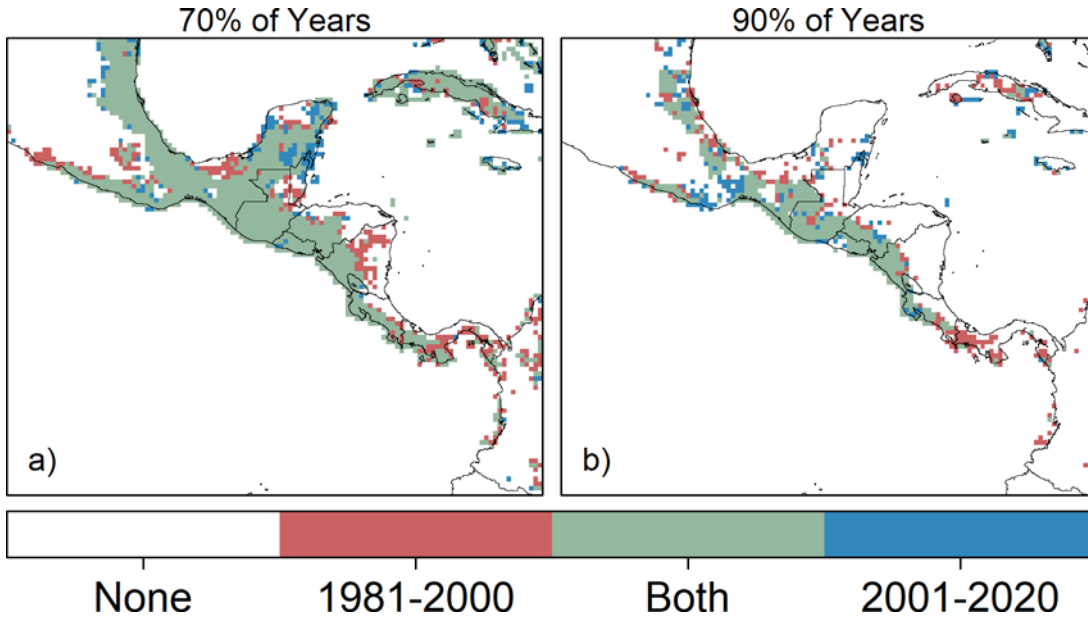 70% of Years
90% of Years
a)
b)
None
1981-2000
Both
2001-2020